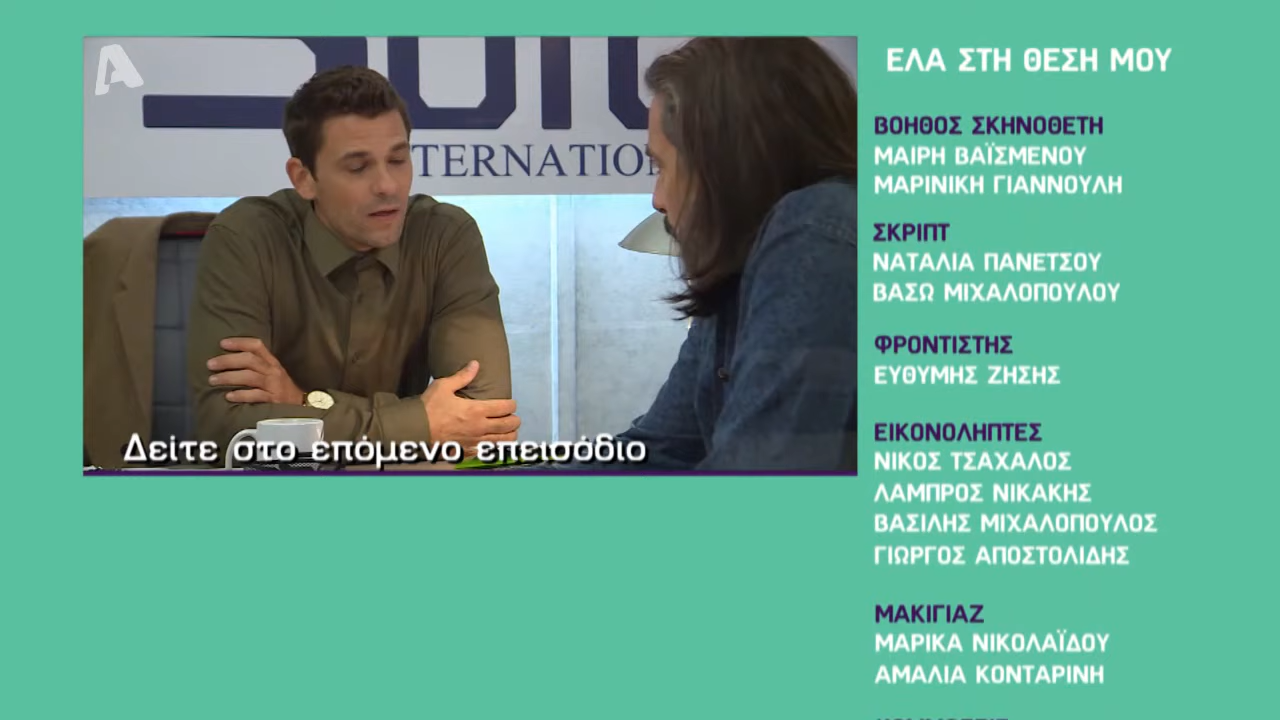 TERNATIO
Δείτε στο επόμενο επεισόδιο
ΕΛΑ ΣΤΗ ΘΕΣΗ ΜΟΥ
ΒΟΗΘΟΣ ΣΚΗΝΟΘΕΤΗ
ΜΑΙΡΗ ΒΑΪΣΜΕΝΟΥ
ΜΑΡΙΝΙΚΗ ΓΙΑΝΝΟΥΛΗ
ΣΚΡΙΠΤ
ΝΑΤΑΛΙΑ ΠΑΝΕΤΣΟΥ
ΒΑΣΩ ΜΙΧΑΛΟΠΟΥΛΟΥ
ΦΡΟΝΤΙΣΤΗΣ
ΕΥΘΥΜΗΣ ΖΗΣΗΣ
ΕΙΚΟΝΟΛΗΠΤΕΣ
ΝΙΚΟΣ ΤΣΑΧΑΛΟΣ
ΛΑΜΠΡΟΣ ΝΙΚΑΚΗΣ
ΒΑΣΙΛΗΣ ΜΙΧΑΛΟΠΟΥΛΟΣ
ΓΙΩΡΓΟΣ ΑΠΟΣΤΟΛΙΔΗΣ
ΜΑΚΙΓΙΑΖ
ΜΑΡΙΚΑ ΝΙΚΟΛΑΪΔΟΥ
ΑΜΑΛΙΑ ΚΟΝΤΑΡΙΝΗ